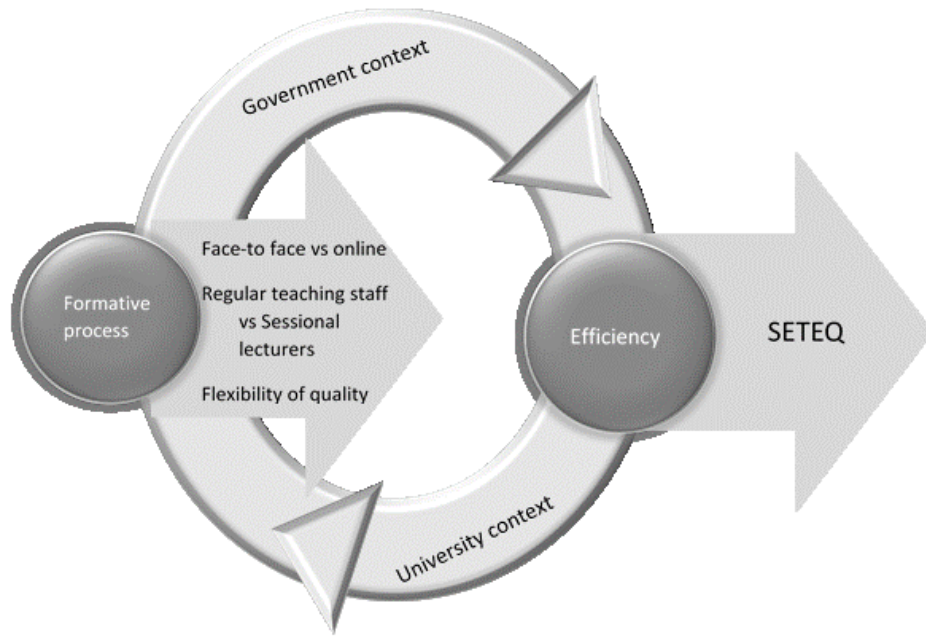 Government context
Formative
process
Face-to face vs online
Regular teaching staff
vs Sessional
lecturers
Flexibility of quality
Efficiency
SETEQ
University context